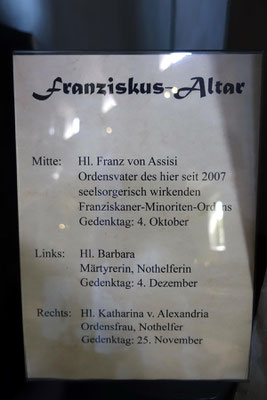 Franziskus-Altar
Mitte: Hl. Franz von Assisi
Ordensvater des hier seit 2007
seelsorgerisch wirkenden
Franziskaner-Minoriten-Ordens
Gedenktag: 4. Oktober
Links: Hl. Barbara
Märtyrerin, Nothelferin
Gedenktag: 4. Dezember
Rechts: Hl. Katharina v. Alexandria
Ordensfrau, Nothelfer
Gedenktag: 25. November